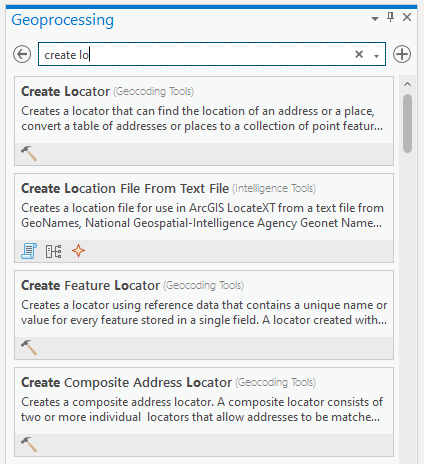 Geoprocessing
create lo
Create Locator (Geocoding Tools)
Creates a locator that can find the location of an address or a place,
convert a table of addresses or places to a collection of point featur...
Create Location File From Text File (Intelligence Tools)
Creates a location file for use in ArcGIS LocateXT from a text file from
GeoNames, National Geospatial-Intelligence Agency Geonet Name...
Create Feature Locator (Geocoding Tools)
Creates a locator using reference data that contains a unique name or
value for every feature stored in a single field. A locator created with...
Create Composite Address Locator (Geocoding Tools)
Creates a composite address locator. A composite locator consists of
two or more individual  locators that allow addresses to be matche...